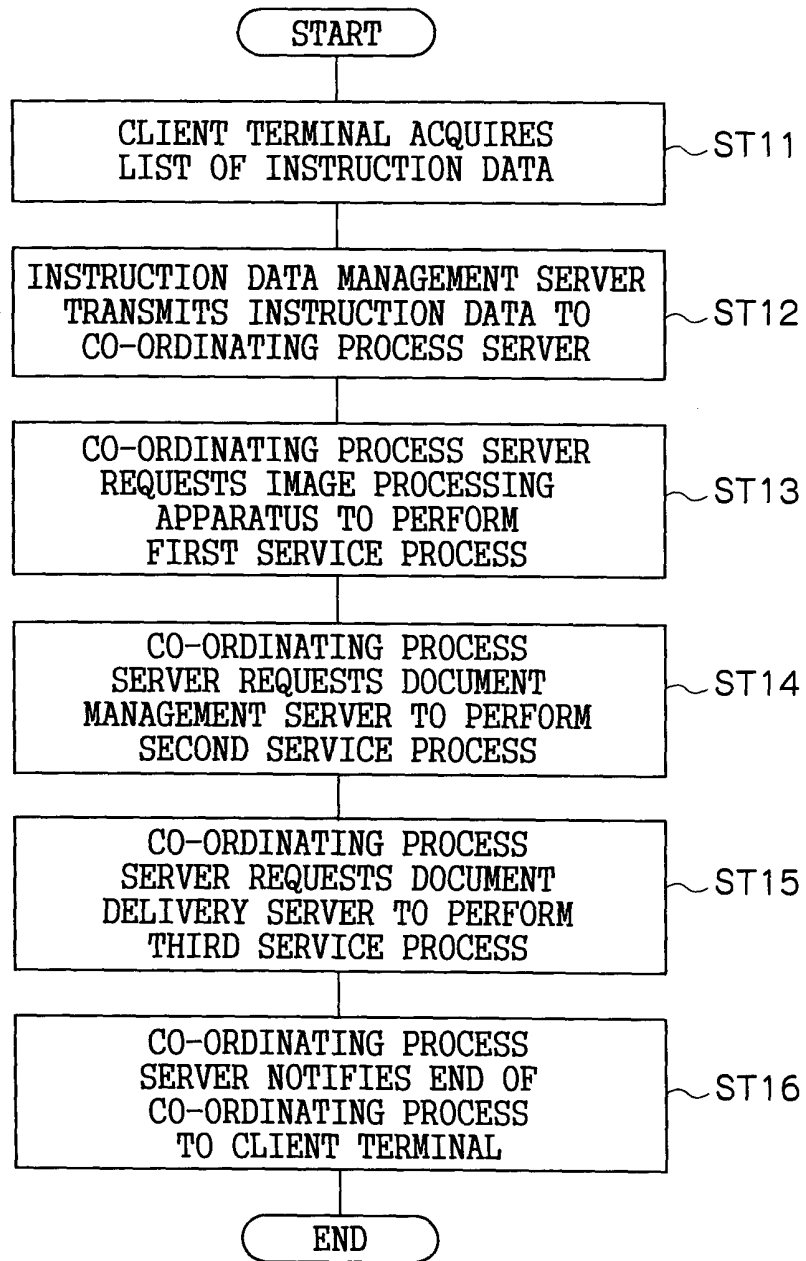 START
CLIENT TERMINAL ACQUIRES
LIST OF INSTRUCTION DATA
ST11
INSTRUCTION DATA MANAGEMENT SERVER
TRANSMITS INSTRUCTION DATA TO
CO-ORDINATING PROCESS SERVER
ST12
CO-ORDINATING PROCESS SERVER
REQUESTS IMAGE PROCESSING
APPARATUS TO PERFORM
FIRST SERVICE PROCESS
ST13
CO-ORDINATING PROCESS
SERVER REQUESTS DOCUMENT
MANAGEMENT SERVER TO PERFORM
SECOND SERVICE PROCESS
ST14
CO-ORDINATING PROCESS
SERVER REQUESTS DOCUMENT
DELIVERY SERVER TO PERFORM
THIRD SERVICE PROCESS
ST15
CO-ORDINATING PROCESS
SERVER NOTIFIES END OF
CO-ORDINATING PROCESS
TO CLIENT TERMINAL
ST16
END